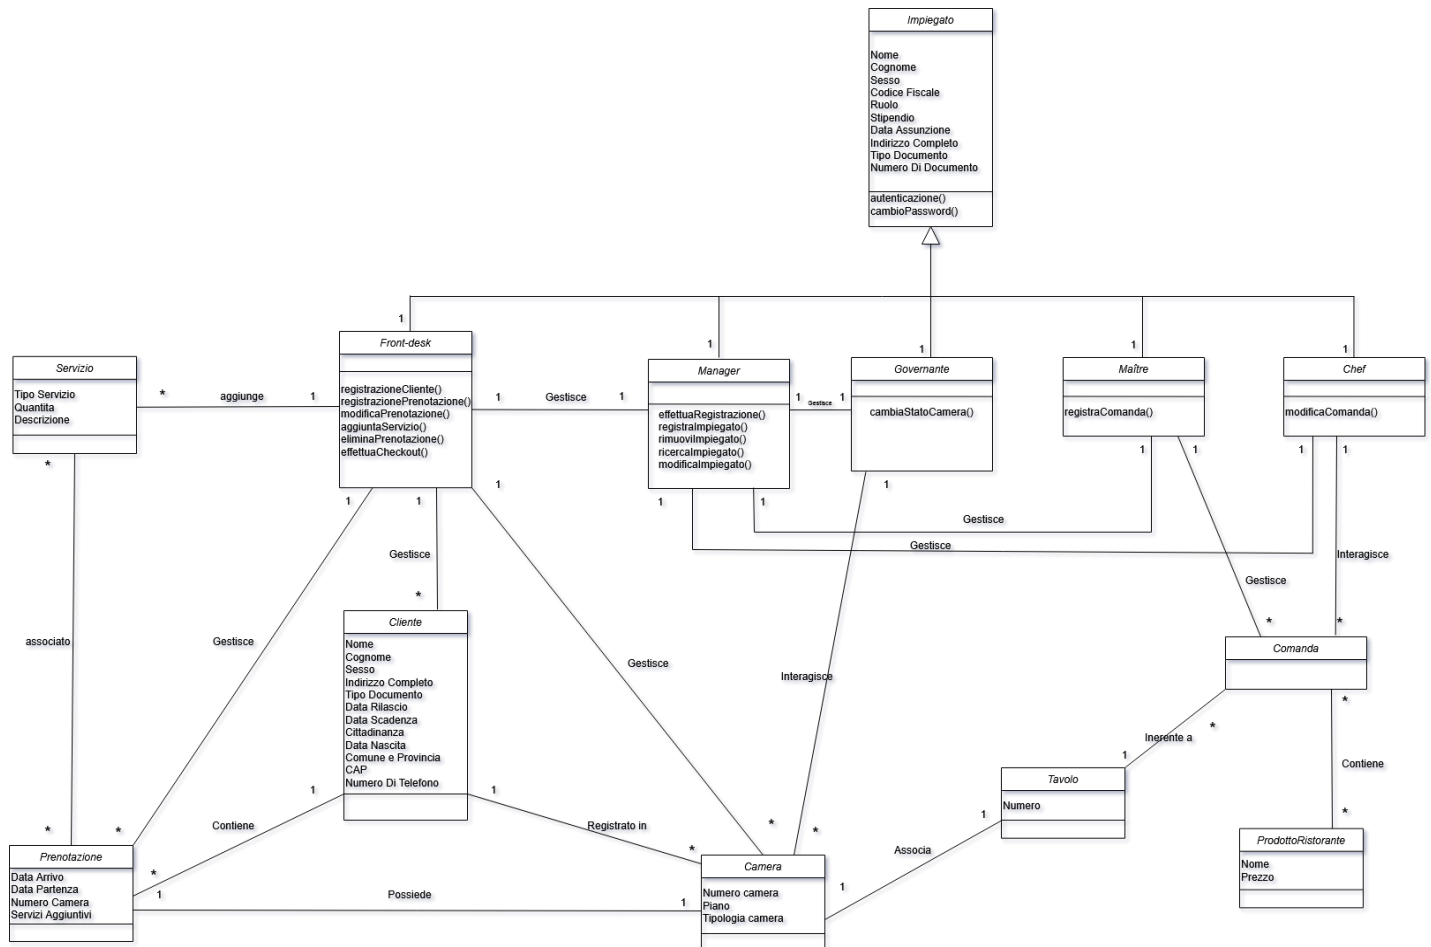 Impiegato
Nome
Cognome
Sesso
Codice Fiscale
Ruolo
Stipendio
Data Assunzione
Indirizzo Completo
Tipo Documento
Numero Di Documento
autenticazione()
cambioPassword()
1
1
1
1
1
Servizio
Tipo Servizio
Quantita
Descrizione
*
aggiunge
1
Front-desk
registrazioneCliente()
registrazionePrenotazione()
modificaPrenotazione()
aggiuntaServizio()
eliminaPrenotazione()
effettuaCheckout()
1
Gestisce
1
Manager
effettuaRegistrazione()
registraImpiegato()
rimuoviImpiegato()
ricercaImpiegato()
modificaImpiegato()
1
Gestisce
1
Governante
cambiaStatoCamera()
Maître
registraComanda()
Chef
modificaComanda()
*
1
1
1
1
1
1
1
1
1
1
Gestisce
Gestisce
Gestisce
Interagisce
Gestisce
*
*
*
Cliente
Nome
Cognome
Sesso
Indirizzo Completo
Tipo Documento
Data Rilascio
Data Scadenza
Cittadinanza
Data Nascita
Comune e Provincia
CAP
Numero Di Telefono
associato
Gestisce
Gestisce
Interagisce
Comanda
*
*
Inerente a
1
Contiene
*
Tavolo
Numero
1
ProdottoRistorante
Nome
Prezzo
1
Contiene
*
1
Registrato in
*
*
*
Associa
1
*
*
Prenotazione
Data Arrivo
Data Partenza
Numero Camera
Servizi Aggiuntivi
1
Possiede
1
Camera
Numero camera
Piano
Tipologia camera